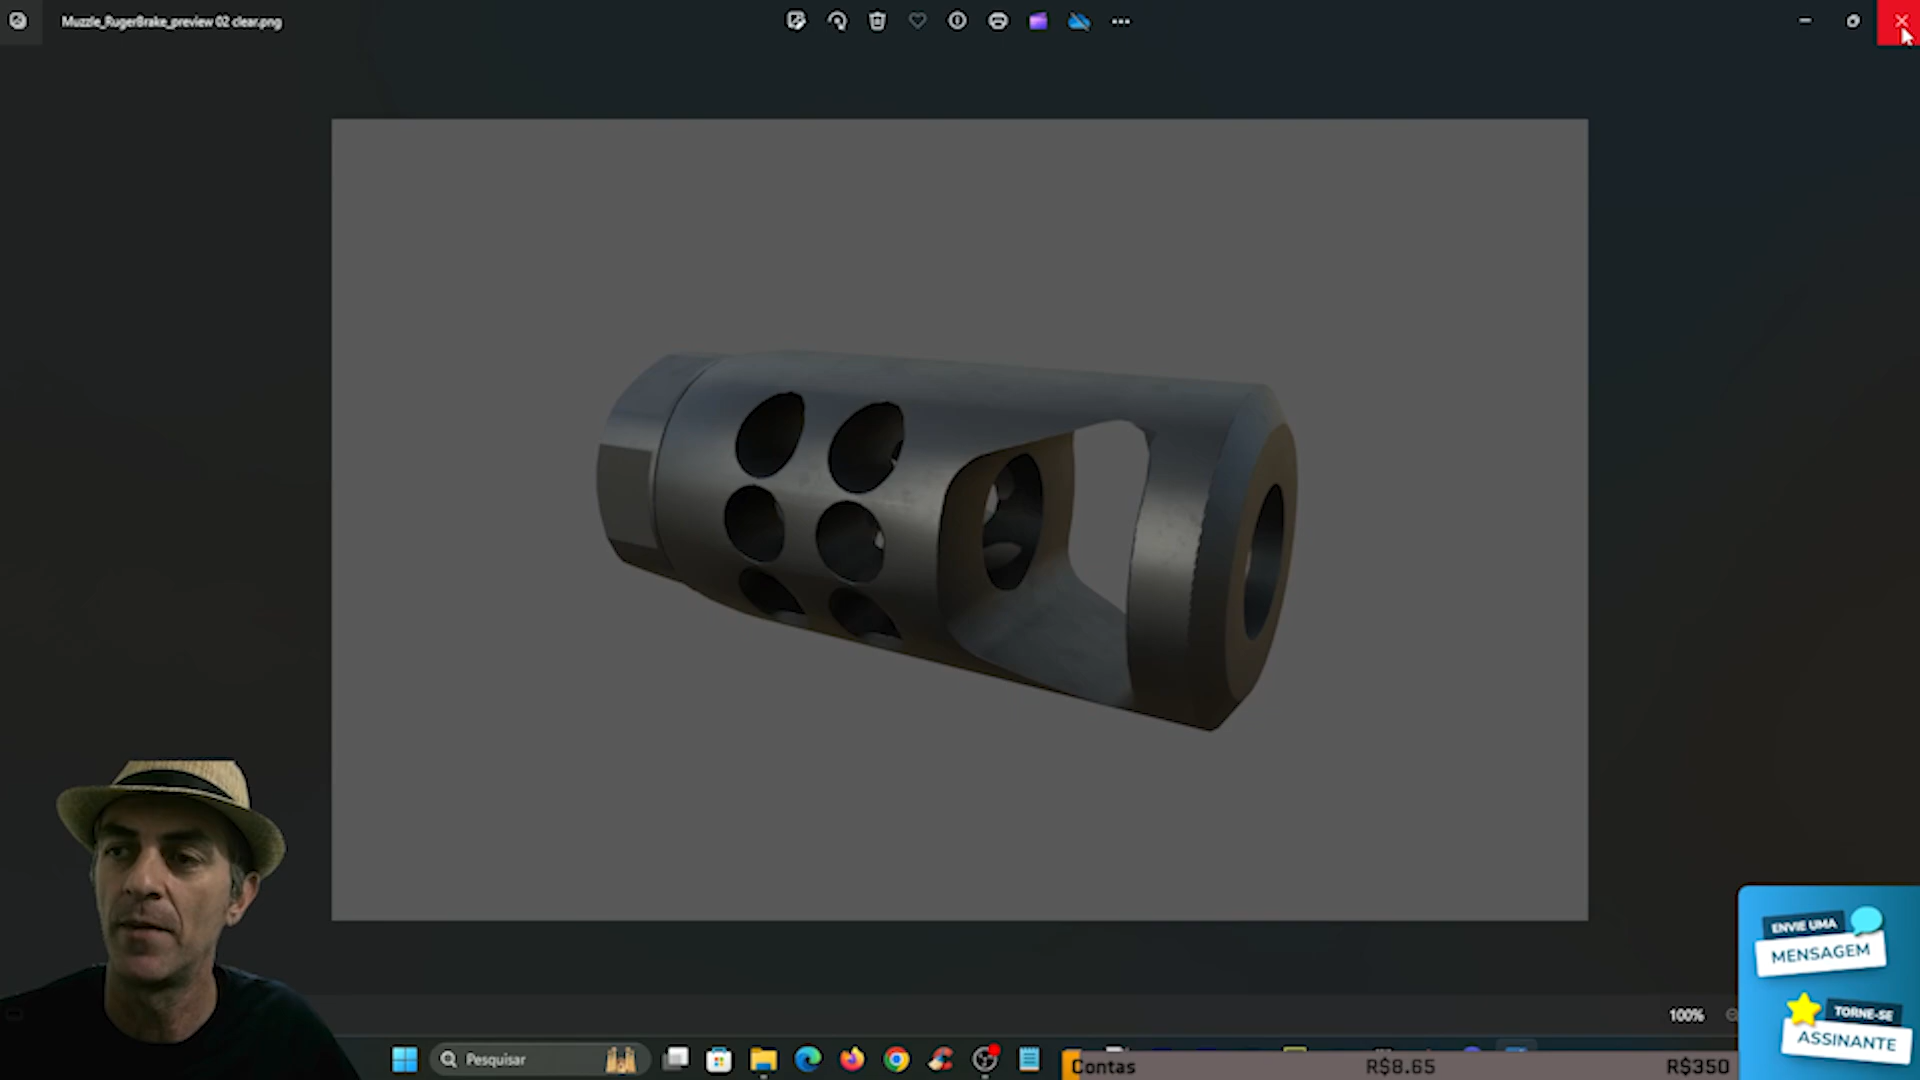 Muzzle_RugerBrake_preview 02 clear.png
ENVIE UMA
MENSAGEM
TORNE-SE
ASSINANTE
100%
Pesquisar
Contas R$8.65 R$350